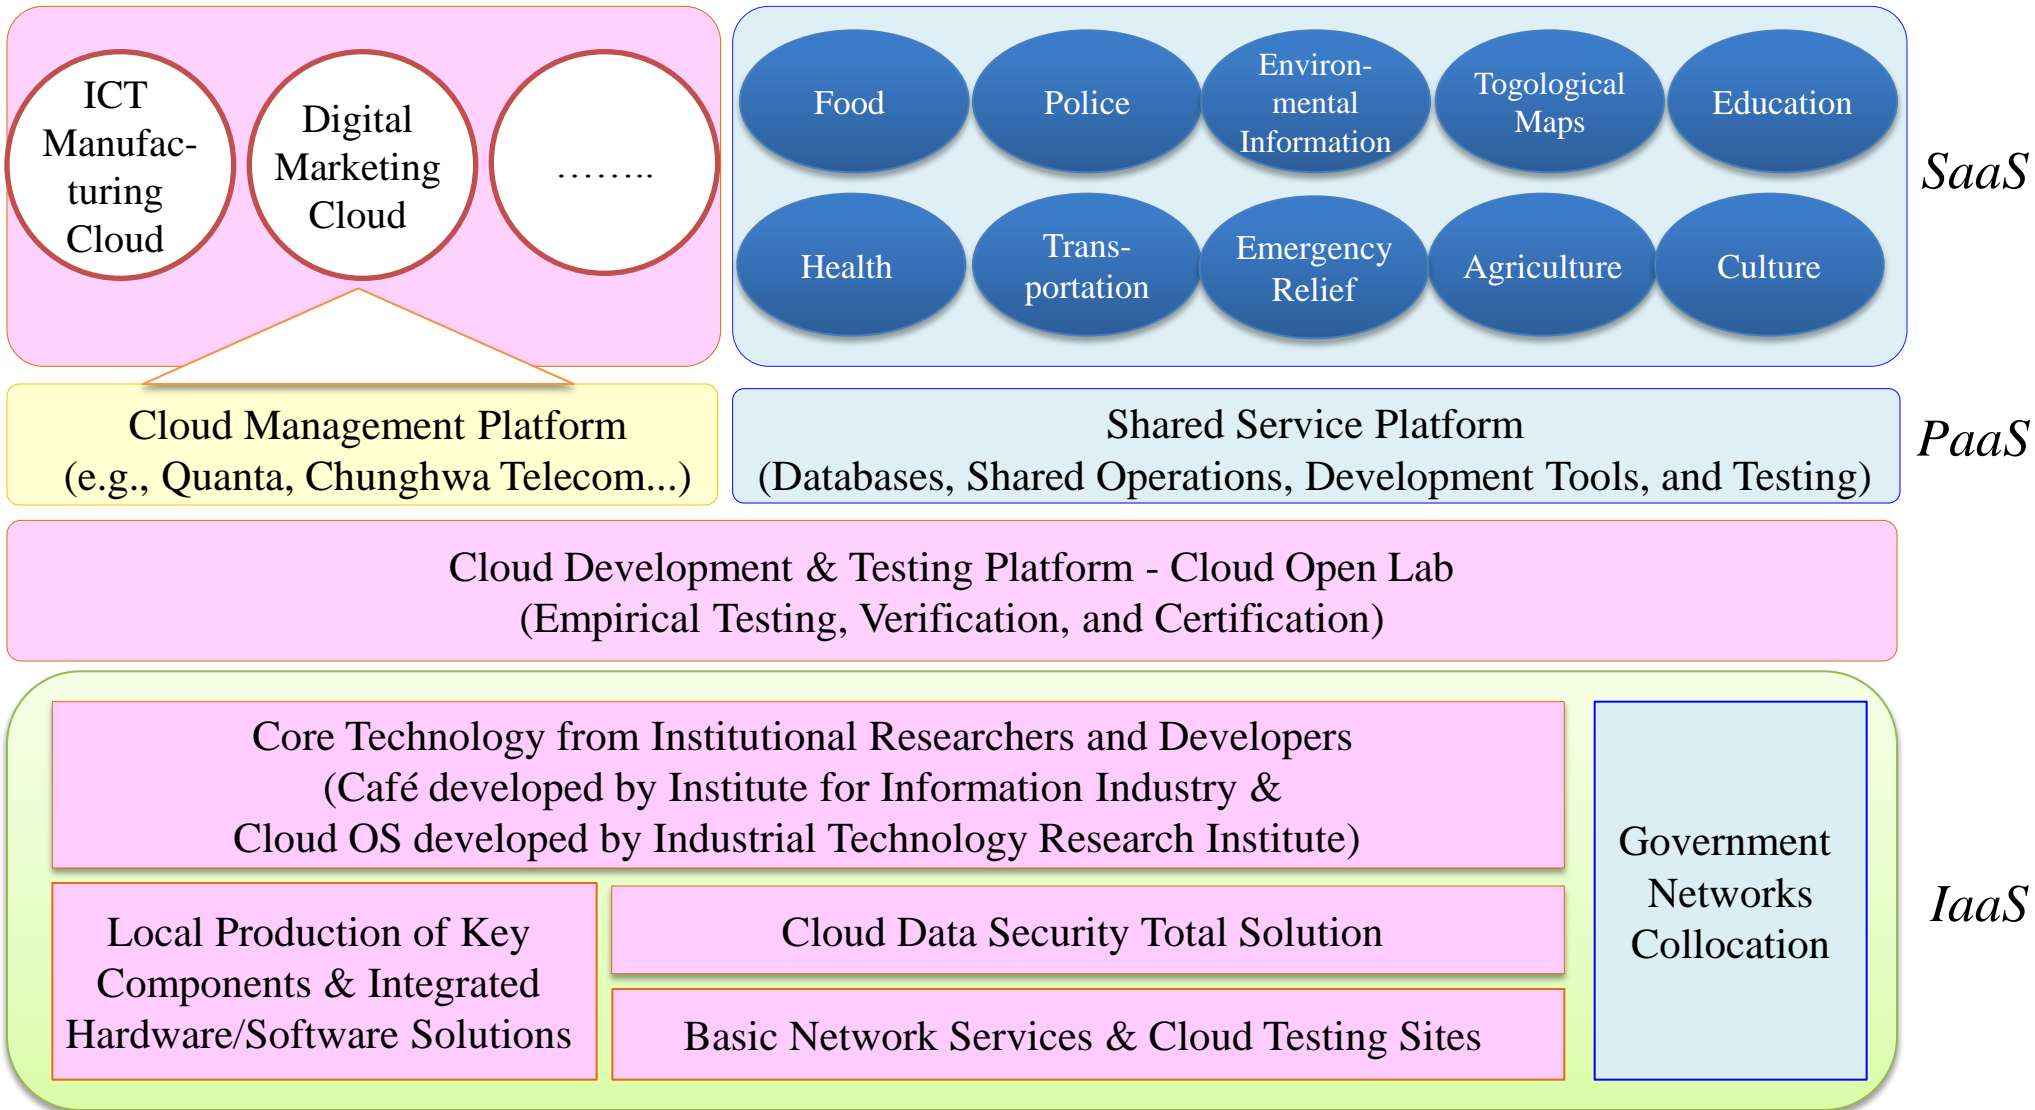 ICT
Manufac-
turing
Cloud
Digital
Marketing
Cloud
........
Food
Police
Environ-
mental
Information
Togological
Maps
Education
Health
Trans-
portation
Emergency
Relief
Agriculture
Culture
SaaS
Cloud Management Platform
(e.g., Quanta, Chunghwa Telecom...)
Shared Service Platform
(Databases, Shared Operations, Development Tools, and Testing)
PaaS
Cloud Development & Testing Platform - Cloud Open Lab
(Empirical Testing, Verification, and Certification)
Core Technology from Institutional Researchers and Developers
(Café developed by Institute for Information Industry &
Cloud OS developed by Industrial Technology Research Institute)
Local Production of Key
Components & Integrated
Hardware/Software Solutions
Cloud Data Security Total Solution
Basic Network Services & Cloud Testing Sites
Government
Networks
Collocation
IaaS